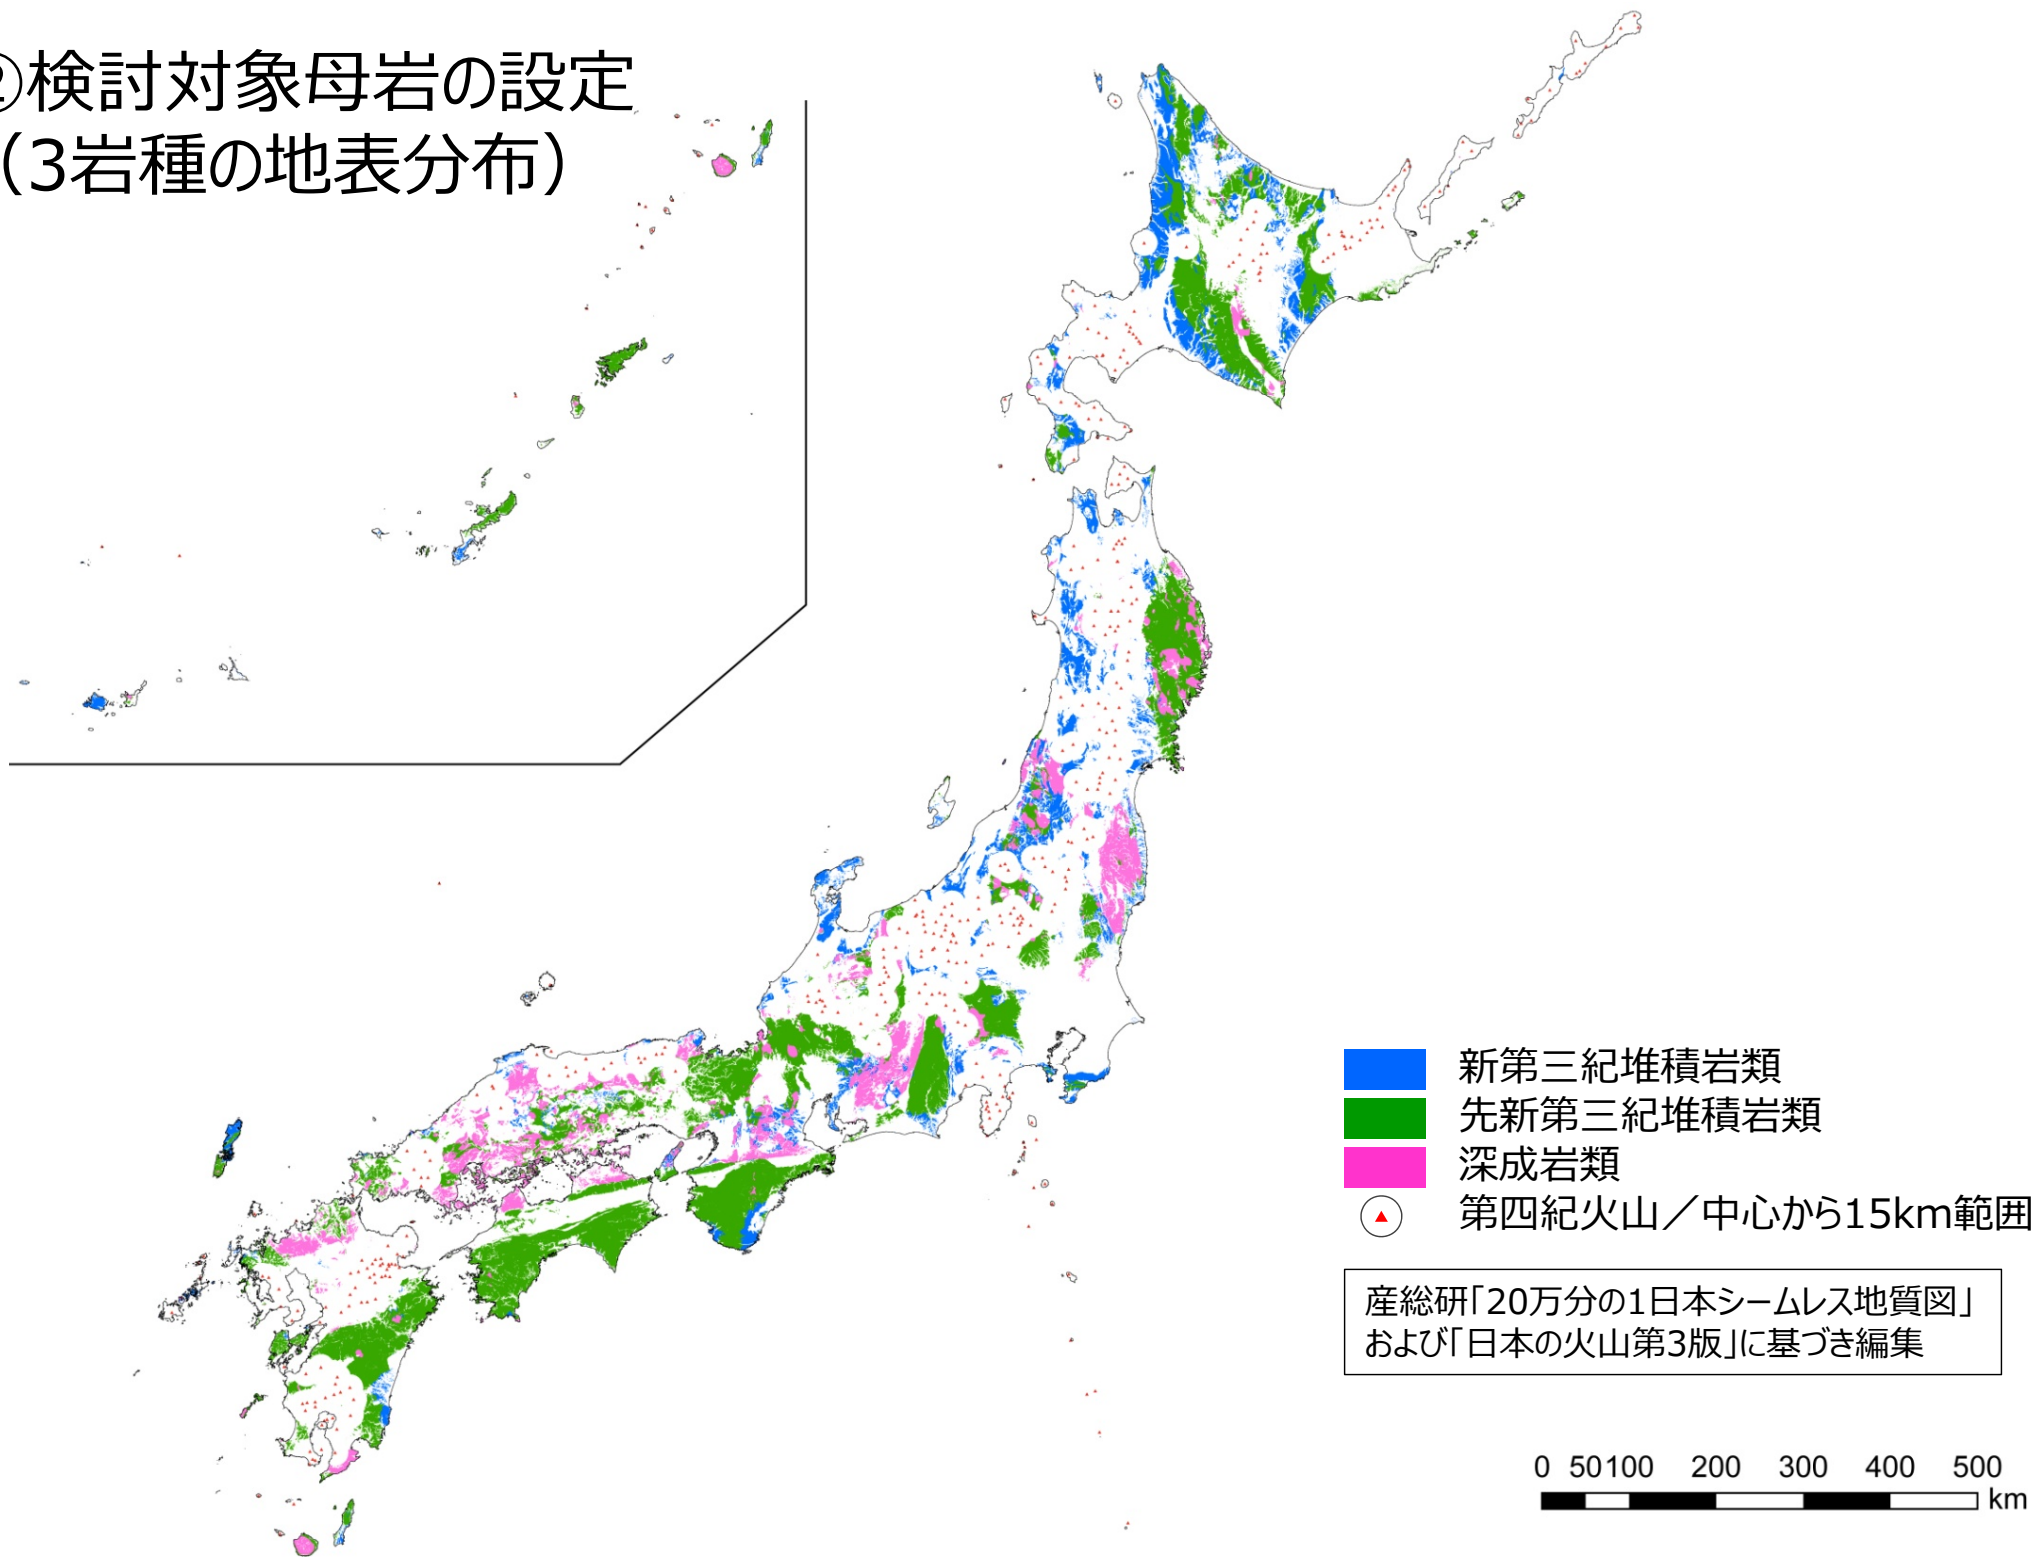 ②検討対象母岩の設定
（3岩種の地表分布）
新第三紀堆積岩類
先新第三紀堆積岩類
深成岩類
第四紀火山／中心から15km範囲
産総研「20万分の1日本シームレス地質図」
および「日本の火山第3版」に基づき編集
0 50 100 200 300 400 500
km